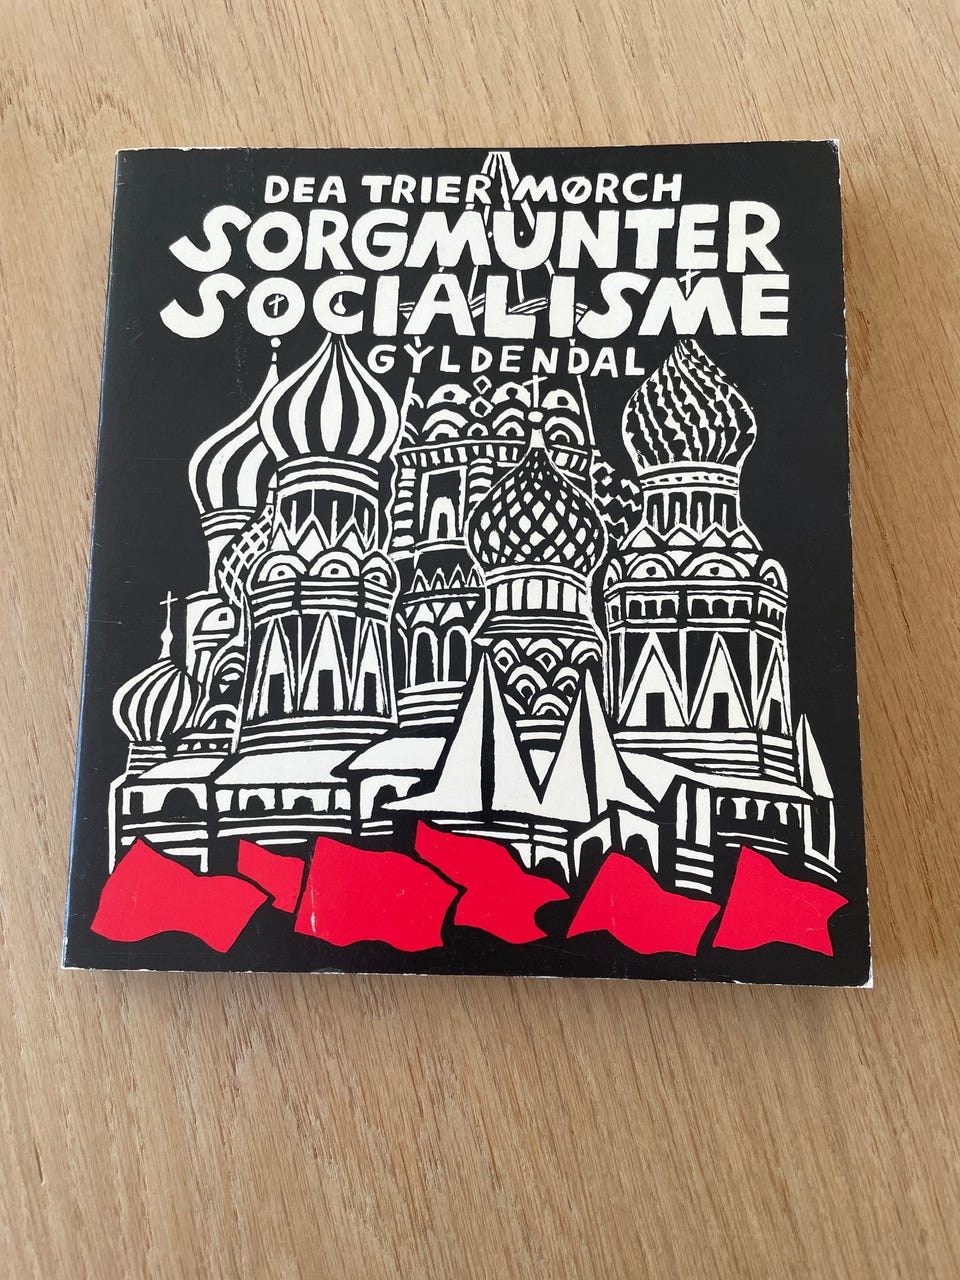 DEA TRIER MØRCH
SORGMUNTER
SOCIALISME
GYLDENDAL